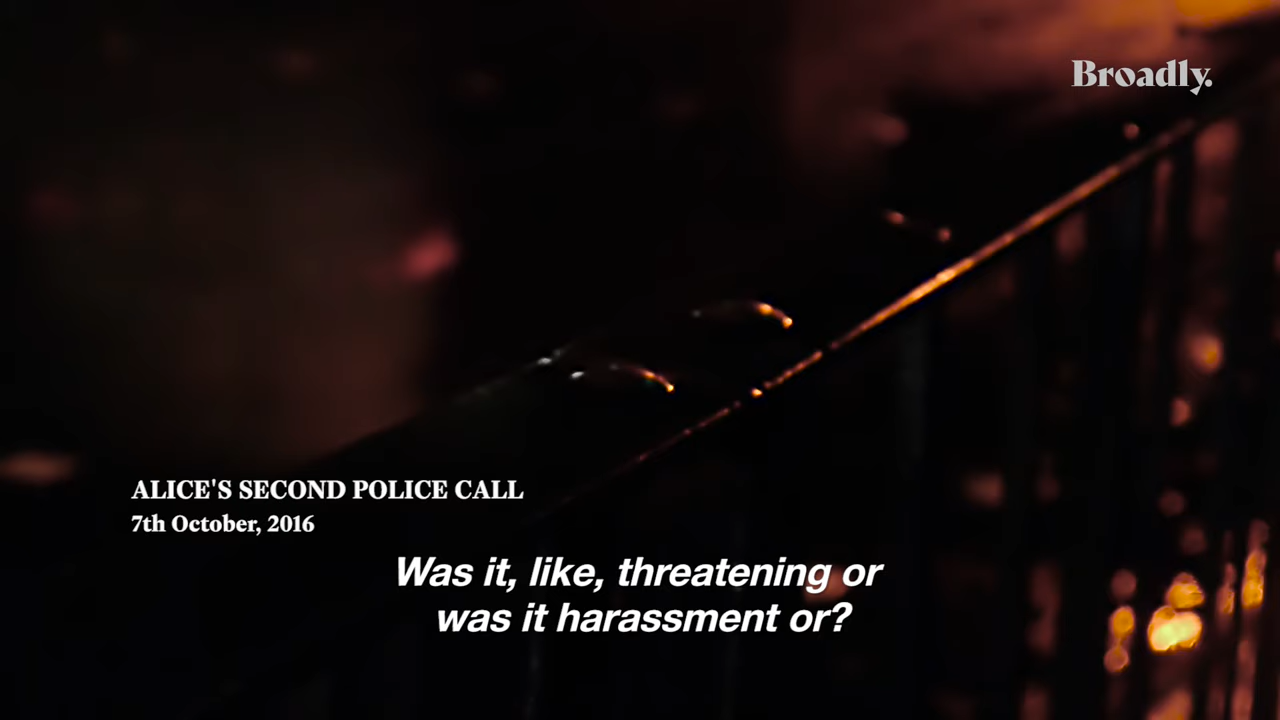 Broadly.
ALICE'S SECOND POLICE CALL
7th October, 2016
Was it, like, threatening or
was it harassment or?